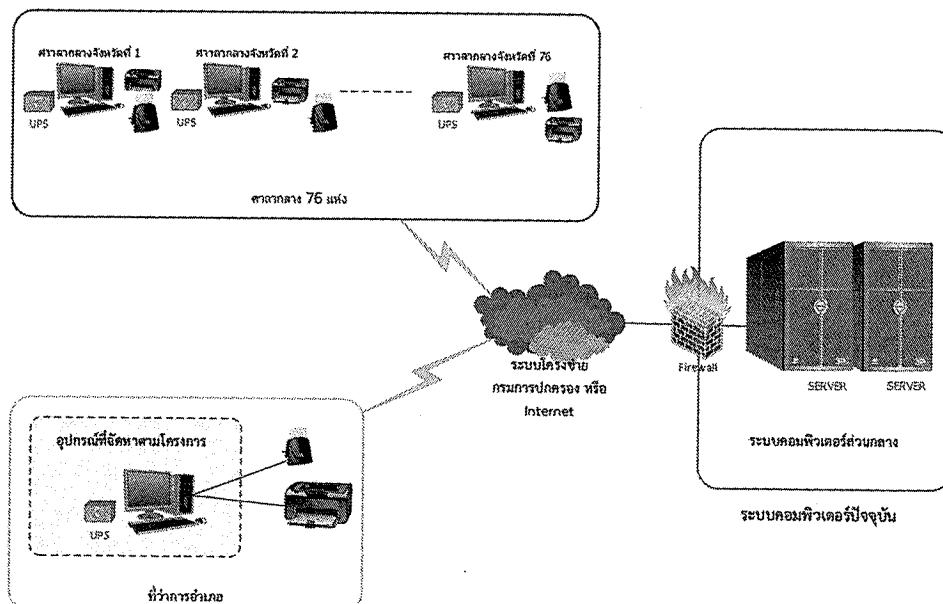 ศาลากลางจังหวัดที่ 1
ศาลากลางจังหวัดที่ 2
ศาลากลางจังหวัดที่ 76
UPS
UPS
UPS
ศาลากลาง 76 แห่ง
ระบบโครงข่าย
กรมการปกครอง หรือ
Internet
Firewall
SERVER
SERVER
ระบบคอมพิวเตอร์ส่วนกลาง
ระบบคอมพิวเตอร์ปัจจุบัน
อุปกรณ์ที่จัดหาตามโครงการ
UPS
ที่ว่าการอำเภอ